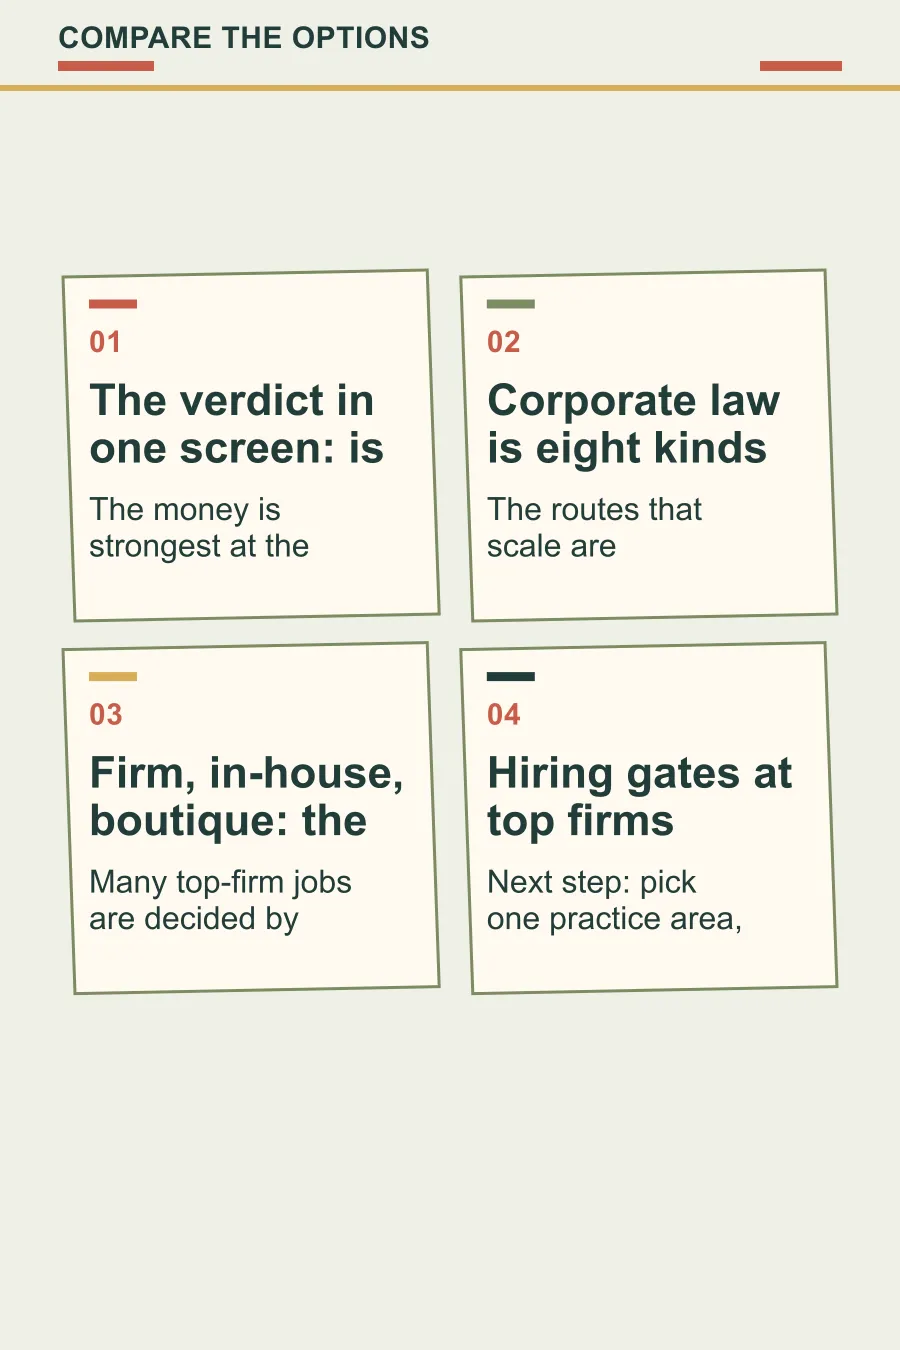 COMPARE THE OPTIONS
01
The verdict in
one screen: is
The money is
strongest at the
02
Corporate law
is eight kinds
The routes that
scale are
03
Firm, in-house,
boutique: the
Many top-firm jobs
are decided by
04
Hiring gates at
top firms
Next step: pick
one practice area,